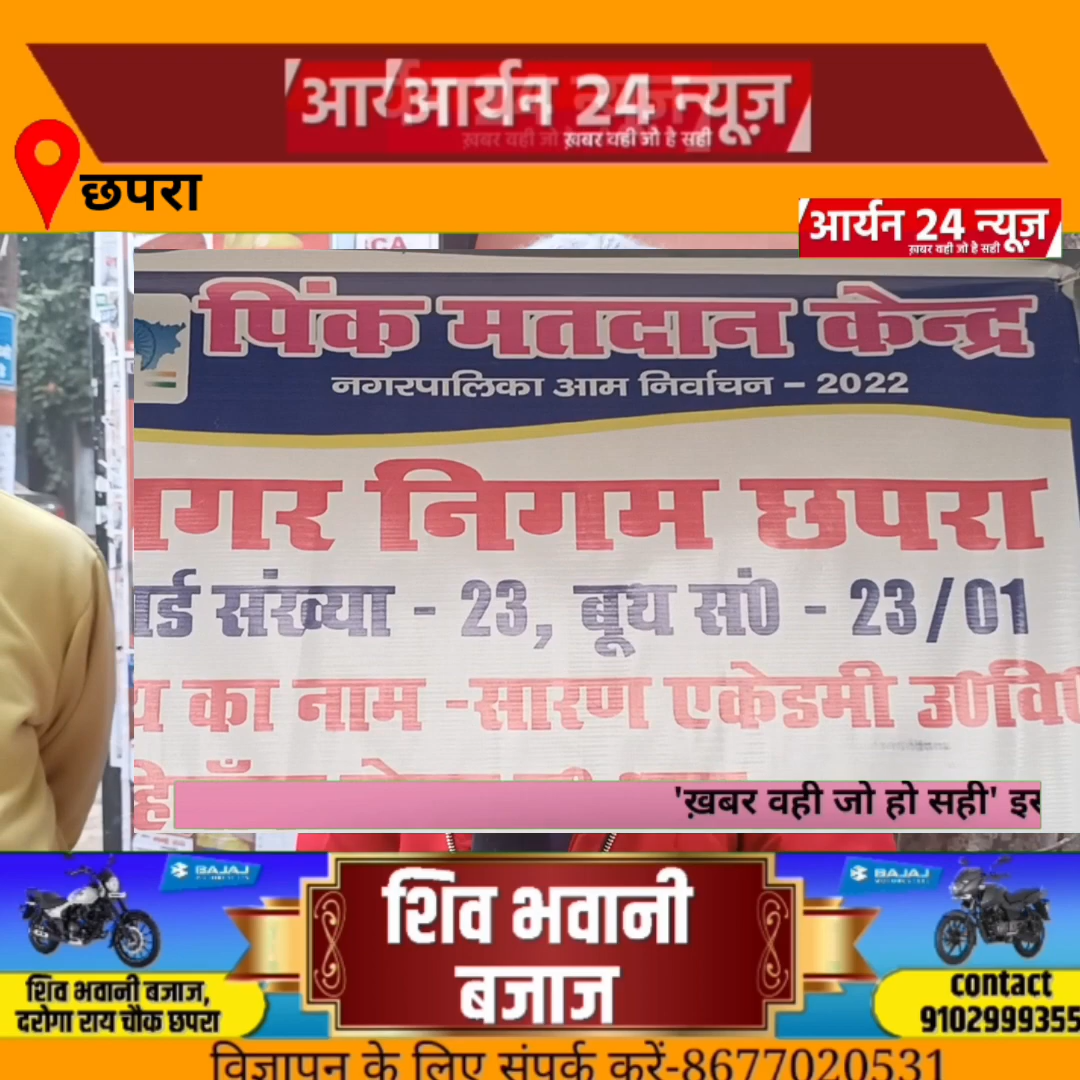 आर्यन 24 न्यूज़
ख़बर वही जो है सही
छपरा
आर्यन 24 न्यूज़
ख़बर वही जो है सही
पिंक मतदान केन्द्र
नगरपालिका आम निर्वाचन – 2022
नगर निगम छपरा
र्ड संख्या - 23, बूथ सं0 - 23/01
का नाम -सारण एकेडमी उ0वि0
'ख़बर वही जो हो सही' इस
BAJAJ
BAJAJ
शिव भवानी
बजाज
शिव भवानी बजाज,
दरोगा राय चौक छपरा
contact
9102999355
विज्ञापन के लिए संपर्क करें-8677020531